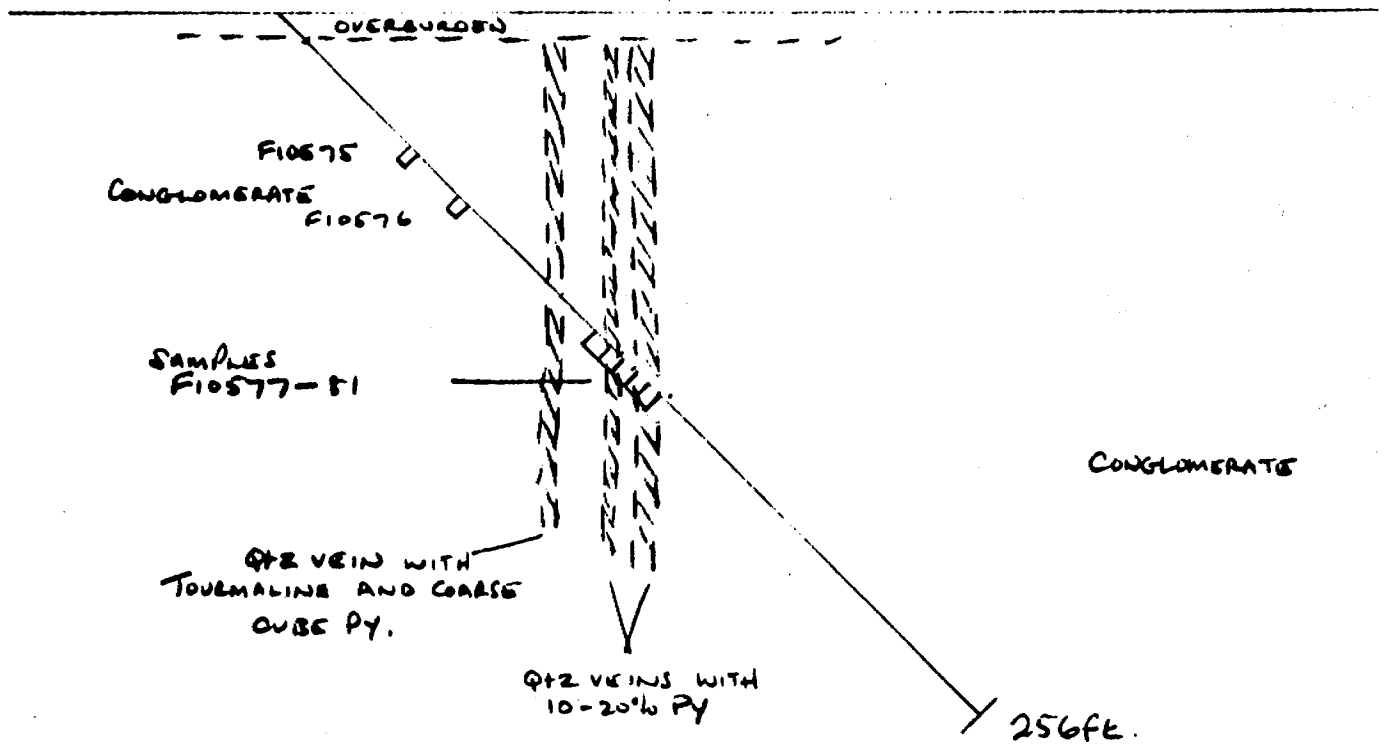 OVERBURDEN
F10575
CONGLOMERATE
F10576
SAMPLES
F10577-81
CONGLOMERATE
QTZ VEIN WITH
TOURMALINE AND COARSE
CUBE PY.
QTZ VEINS WITH
10-20% PY
256ft.